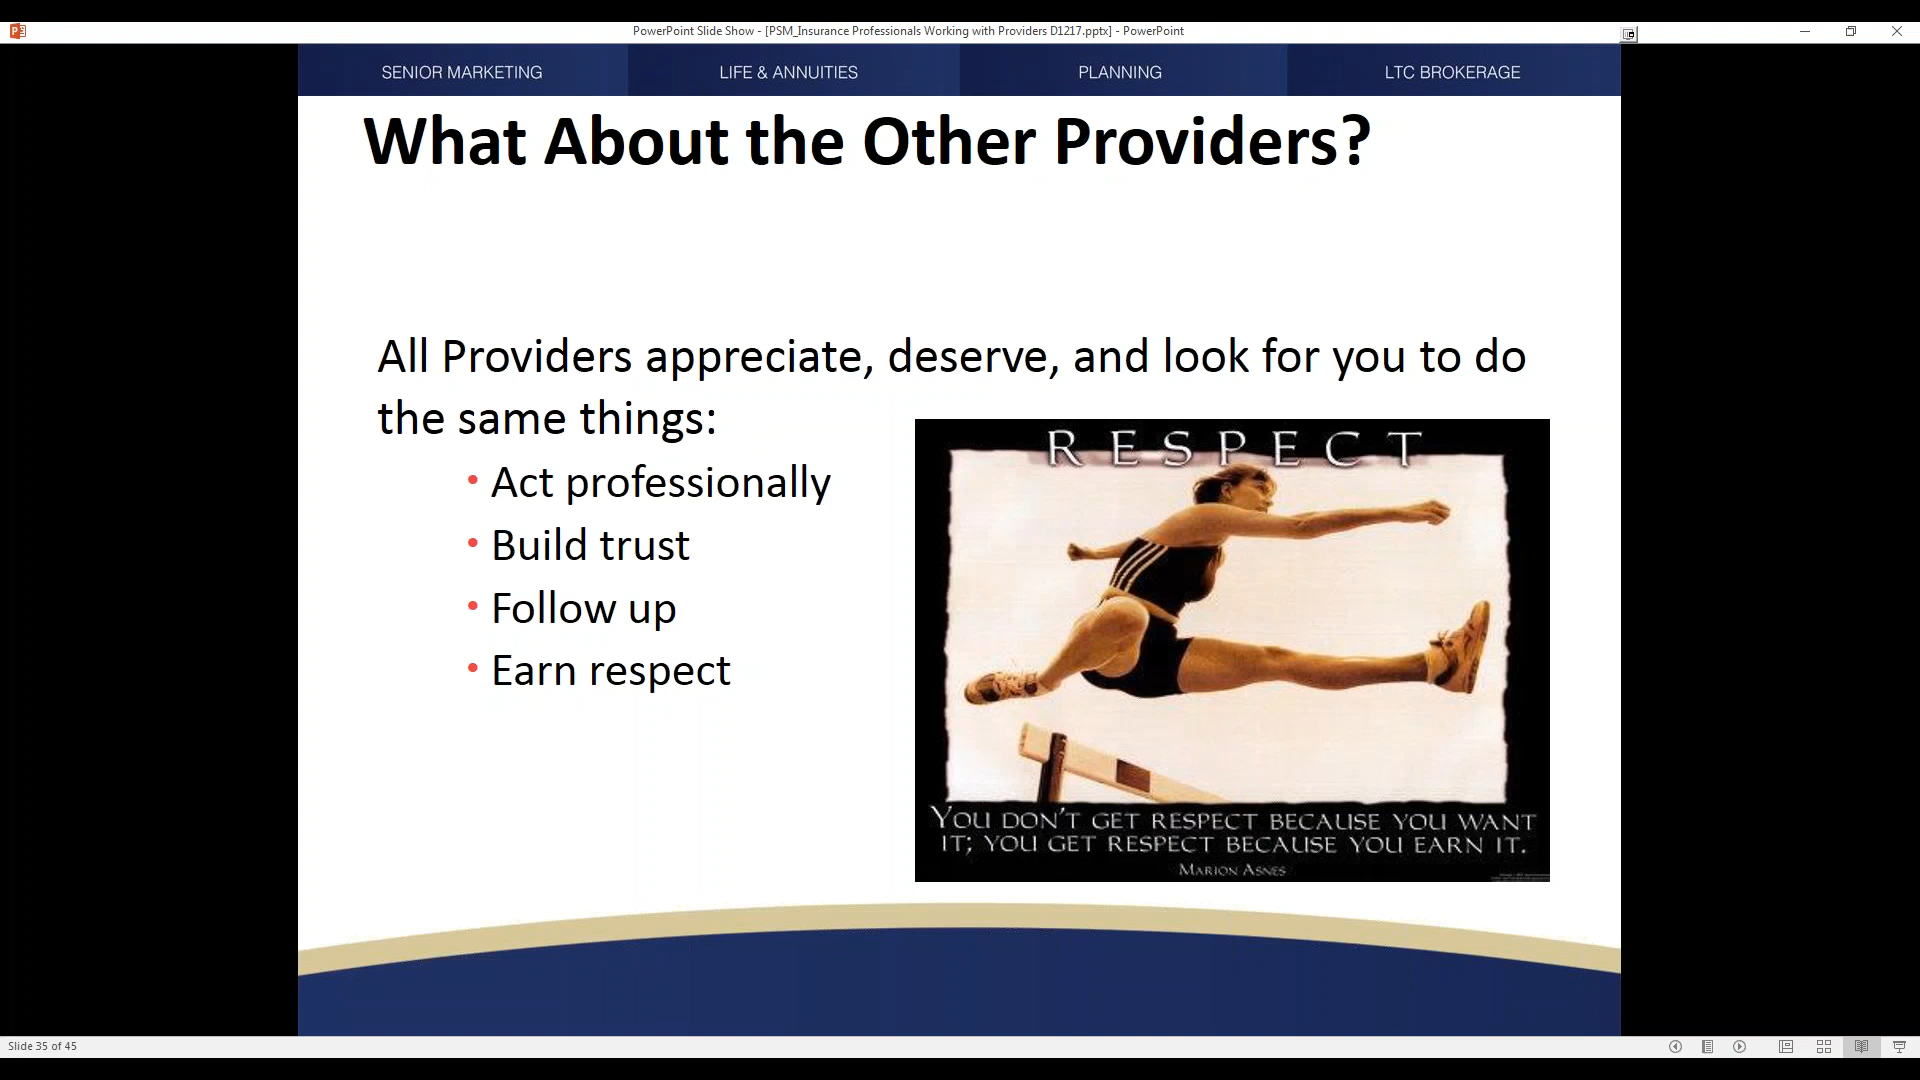 PowerPoint Slide Show - [PSM_Insurance Professionals Working with Providers D1217.pptx] - PowerPoint
SENIOR MARKETING
LIFE & ANNUITIES
PLANNING
LTC BROKERAGE
What About the Other Providers?
All Providers appreciate, deserve, and look for you to do
the same things:
• Act professionally
• Build trust
• Follow up
• Earn respect
RESPECT
YOU DON'T GET RESPECT BECAUSE YOU WANT
IT; YOU GET RESPECT BECAUSE YOU EARN IT.
MARION ASNES
Slide 35 of 45